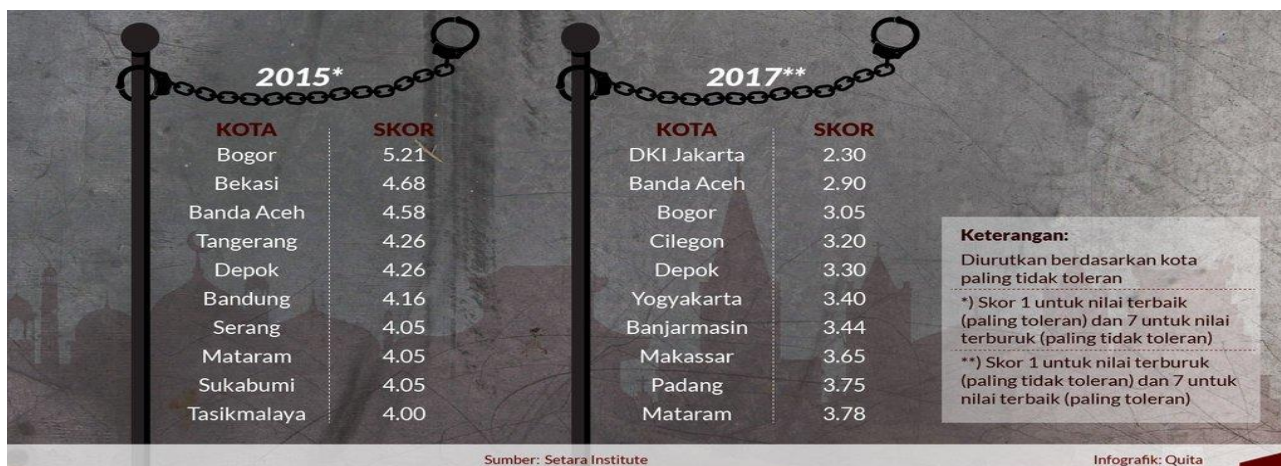 2015*
KOTA SKOR
Bogor 5.21
Bekasi 4.68
Banda Aceh 4.58
Tangerang 4.26
Depok 4.26
Bandung 4.16
Serang 4.05
Mataram 4.05
Sukabumi 4.05
Tasikmalaya 4.00
2017**
KOTA SKOR
DKI Jakarta 2.30
Banda Aceh 2.90
Bogor 3.05
Cilegon 3.20
Depok 3.30
Yogyakarta 3.40
Banjarmasin 3.44
Makassar 3.65
Padang 3.75
Mataram 3.78
Keterangan:
Diurutkan berdasarkan kota
paling tidak toleran
*) Skor 1 untuk nilai terbaik
(paling toleran) dan 7 untuk nilai
terburuk (paling tidak toleran)
**) Skor 1 untuk nilai terburuk
(paling tidak toleran) dan 7 untuk
nilai terbaik (paling toleran)
Sumber: Setara Institute
Infografik: Quita